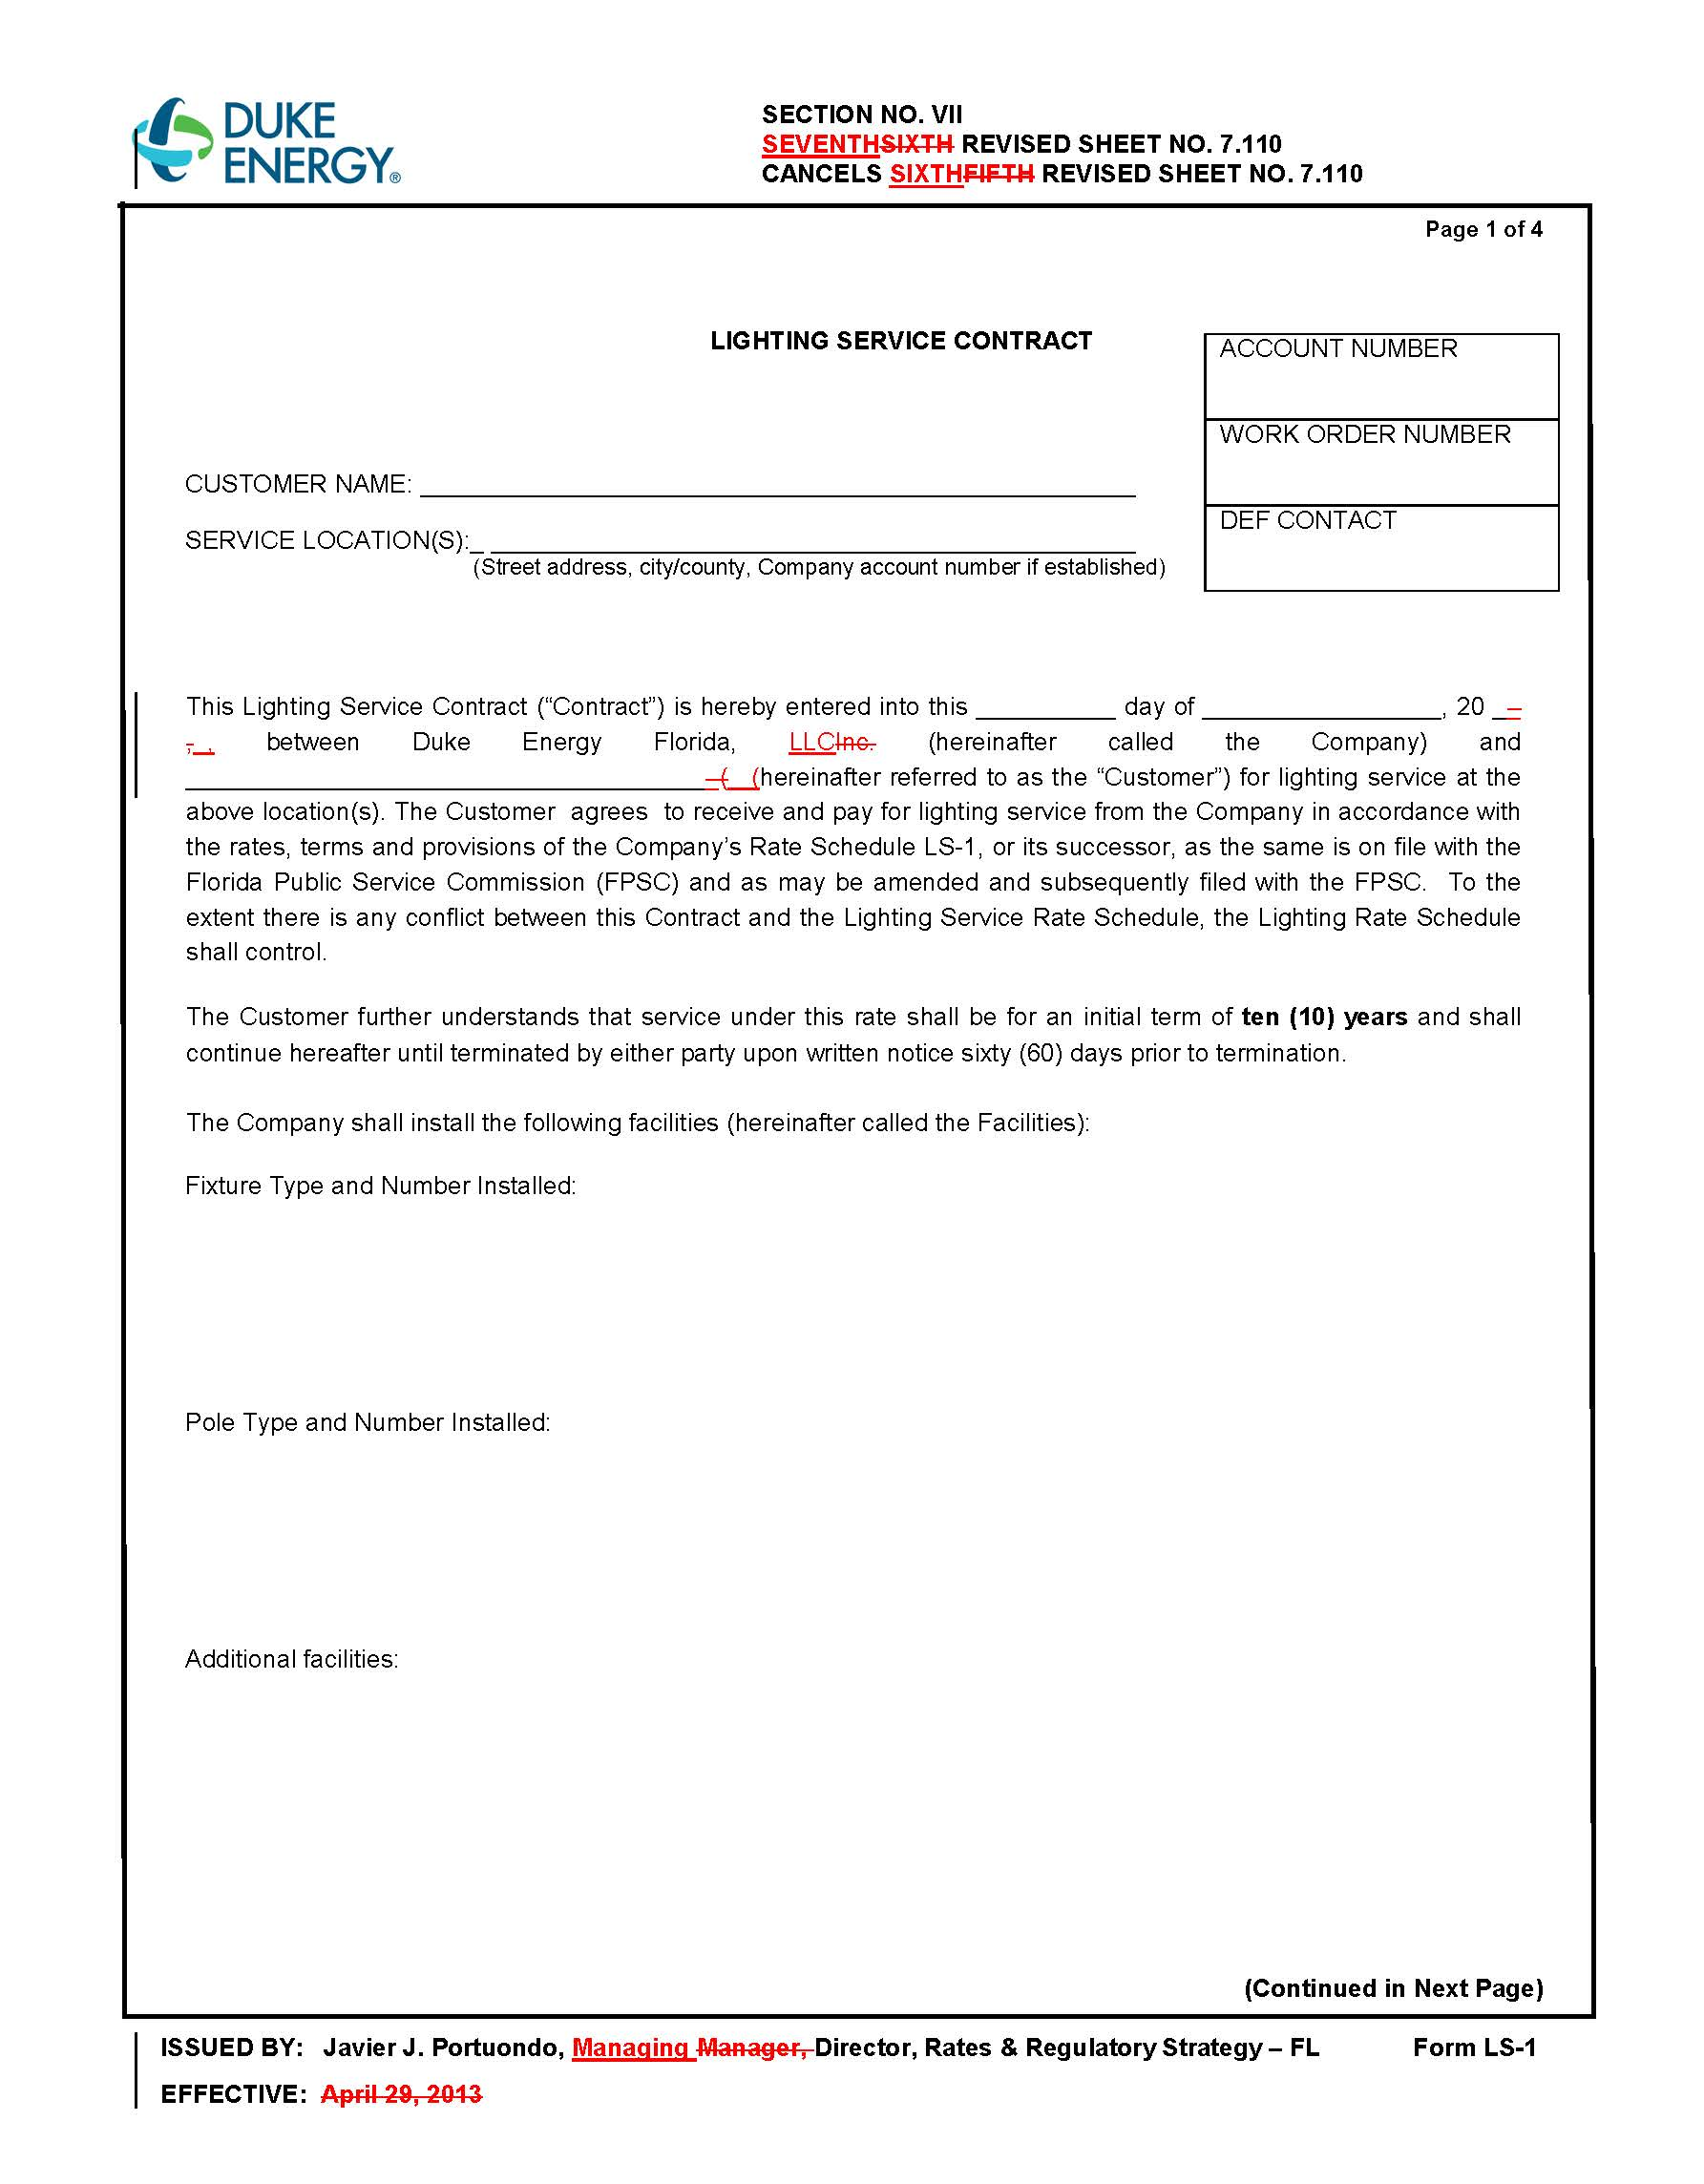 DUKE
ENERGY®
SECTION NO. VII
SEVENTHSIXTH REVISED SHEET NO. 7.110
CANCELS SIXTHFIFTH REVISED SHEET NO. 7.110
Page 1 of 4
LIGHTING SERVICE CONTRACT
ACCOUNT NUMBER
WORK ORDER NUMBER
DEF CONTACT
CUSTOMER NAME: ____________________
SERVICE LOCATION(S):_ ____________________
(Street address, city/county, Company account number if established)
This Lighting Service Contract (“Contract”) is hereby entered into this __________ day of _________________, 20 __
, , between Duke Energy Florida, LLCInc. (hereinafter called the Company) and
_____________________________________( (hereinafter referred to as the “Customer”) for lighting service at the
above location(s). The Customer agrees to receive and pay for lighting service from the Company in accordance with
the rates, terms and provisions of the Company’s Rate Schedule LS-1, or its successor, as the same is on file with the
Florida Public Service Commission (FPSC) and as may be amended and subsequently filed with the FPSC. To the
extent there is any conflict between this Contract and the Lighting Service Rate Schedule, the Lighting Rate Schedule
shall control.
The Customer further understands that service under this rate shall be for an initial term of ten (10) years and shall
continue hereafter until terminated by either party upon written notice sixty (60) days prior to termination.
The Company shall install the following facilities (hereinafter called the Facilities):
Fixture Type and Number Installed:
Pole Type and Number Installed:
Additional facilities:
(Continued in Next Page)
ISSUED BY: Javier J. Portuondo, Managing Manager, Director, Rates & Regulatory Strategy – FL Form LS-1
EFFECTIVE: April 29, 2013